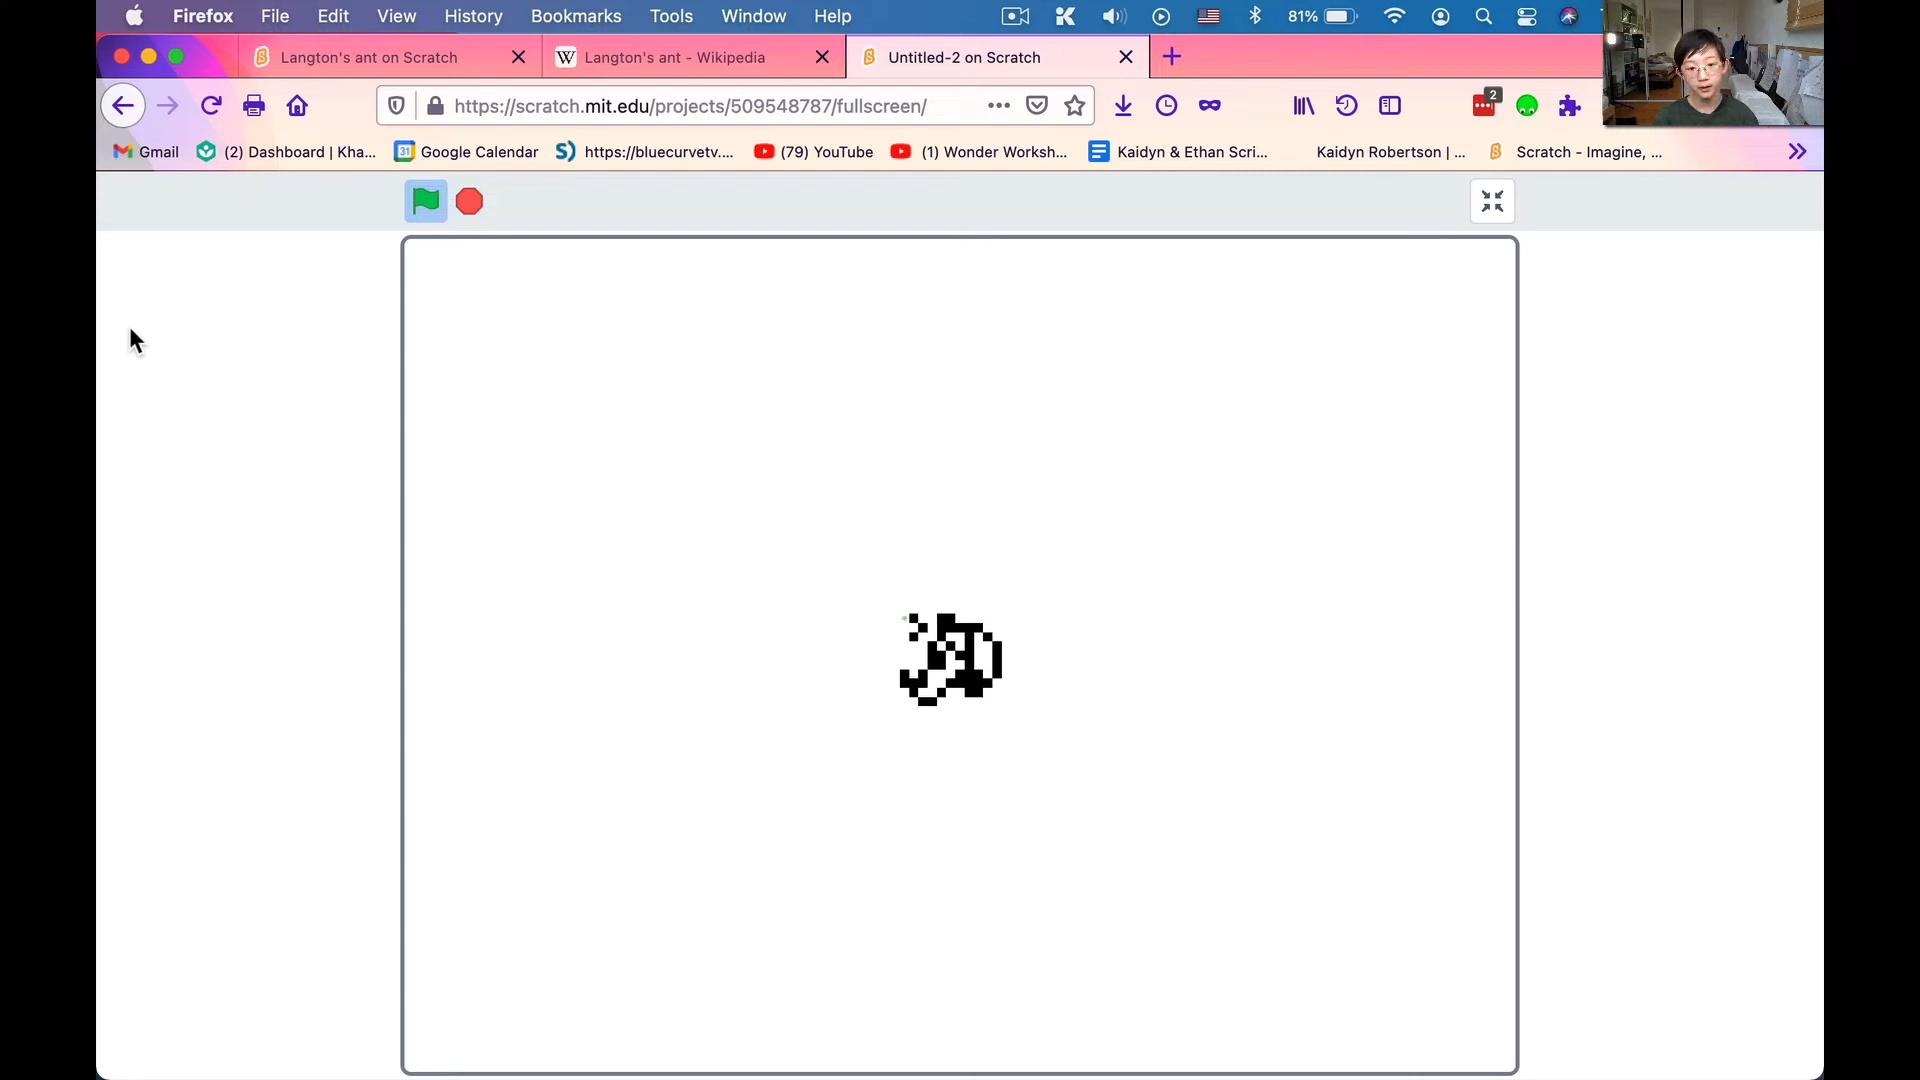 Firefox File Edit View History Bookmarks Tools Window Help 81%
Langton's ant on Scratch W Langton's ant - Wikipedia Untitled-2 on Scratch
https://scratch.mit.edu/projects/509548787/fullscreen/ 2
Gmail (2) Dashboard | Kha... 31 Google Calendar S) https://bluecurvetv.... (79) YouTube (1) Wonder Worksh... Kaidyn & Ethan Scri... Kaidyn Robertson | ... Scratch - Imagine, ...